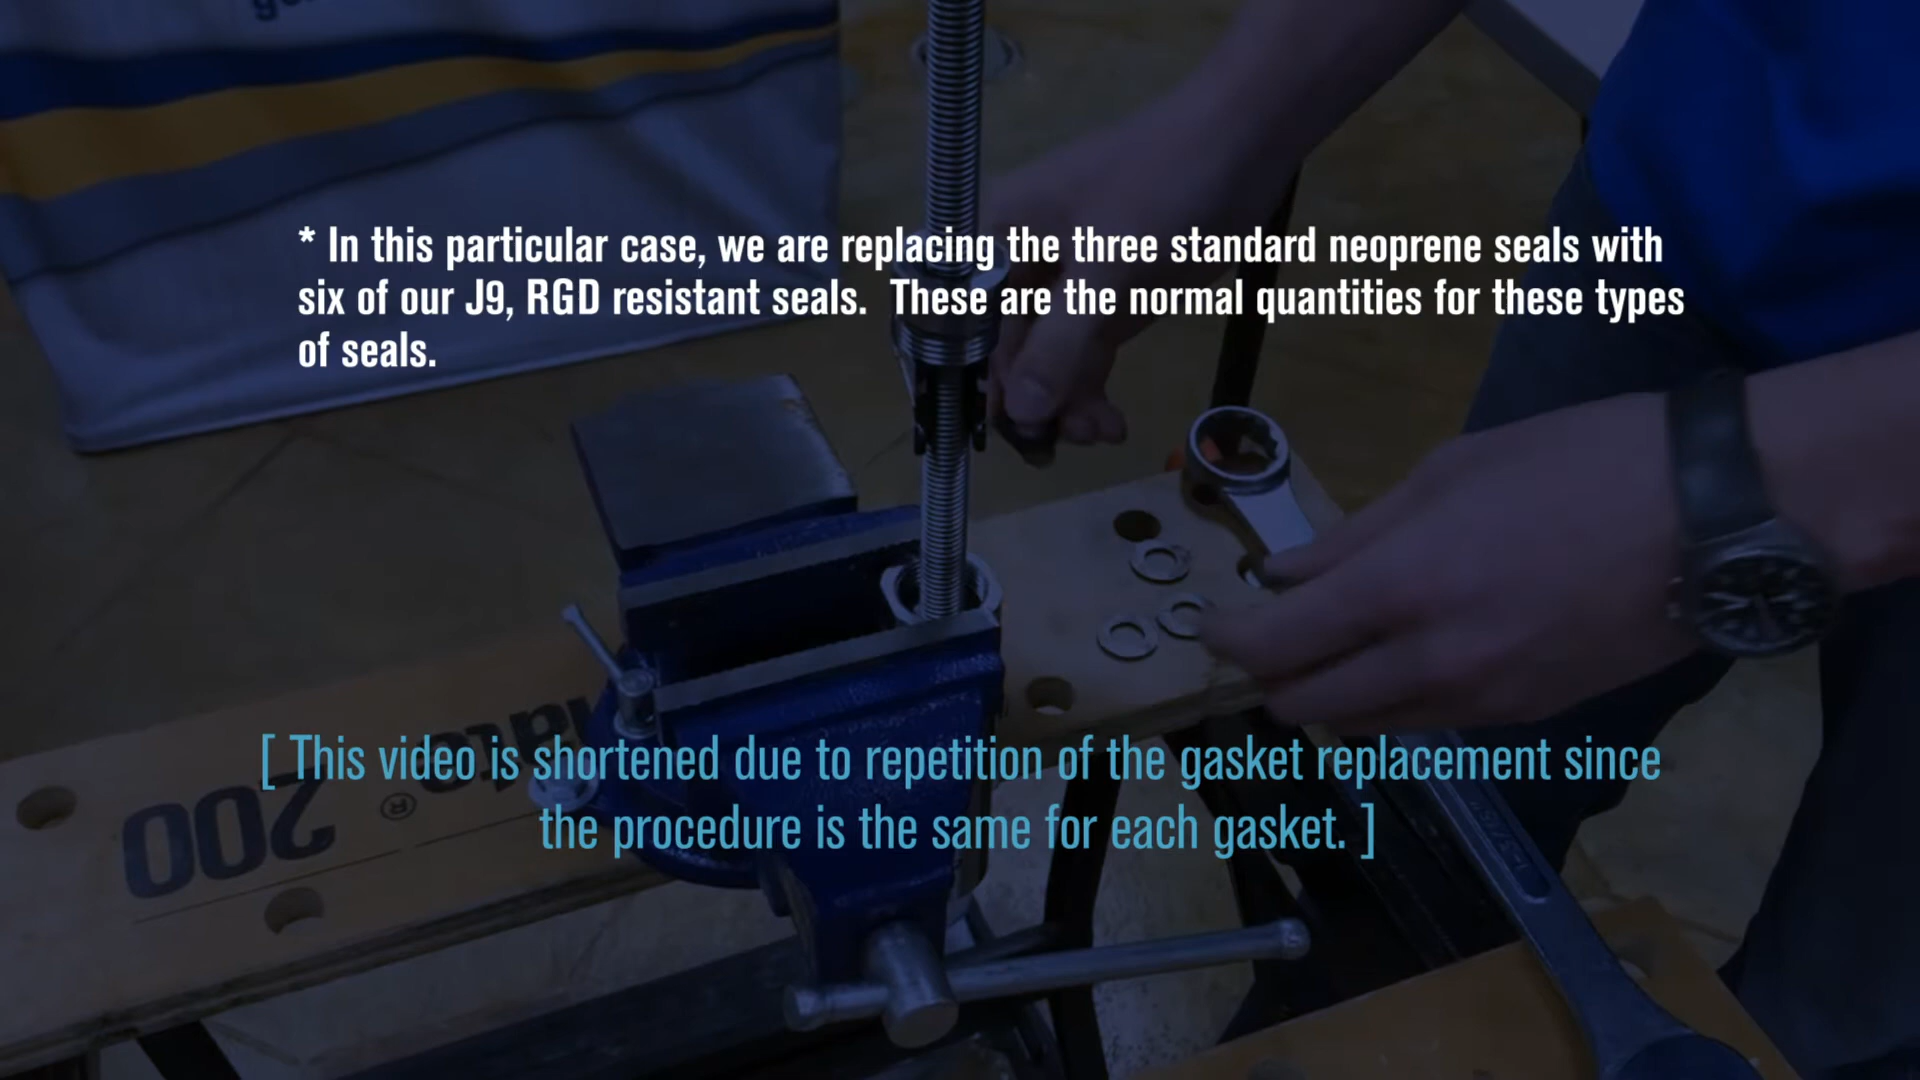 * In this particular case, we are replacing the three standard neoprene seals with
six of our J9, RGD resistant seals.  These are the normal quantities for these types
of seals.
[ This video is shortened due to repetition of the gasket replacement since
the procedure is the same for each gasket. ]
200
®